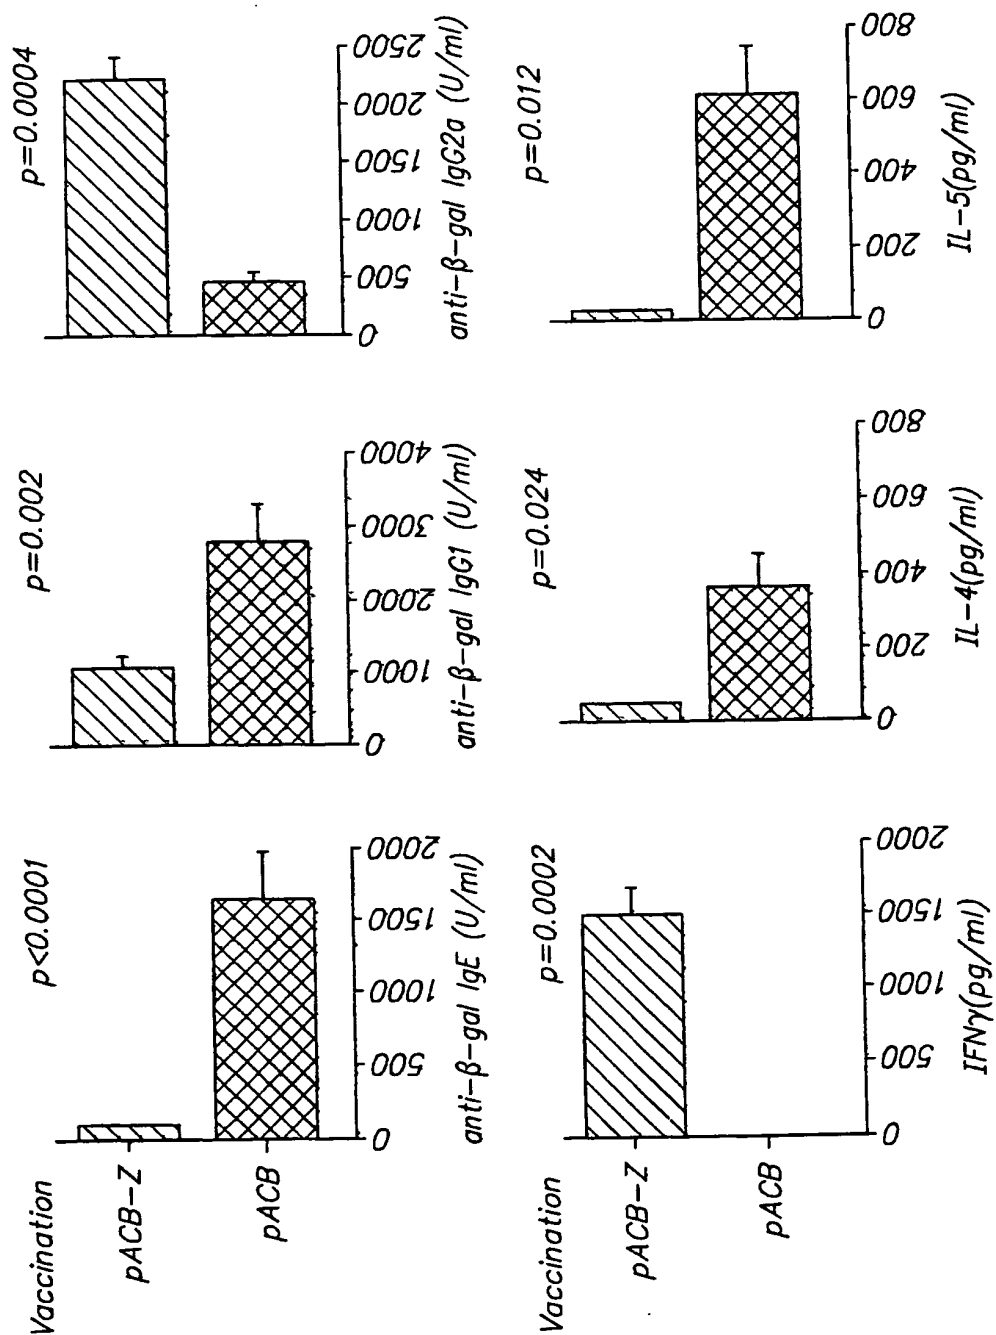 Vaccination p<0.0001 p=0.002 p=0.0004
pACB-Z
pACB
0 500 1000 1500 2000 0 1000 2000 3000 4000 0 500 1000 1500 2000 2500
anti-β-gal IgE (U/ml) anti-β-gal IgG1 (U/ml) anti-β-gal IgG2a (U/ml)
Vaccination p=0.0002 p=0.024 p=0.012
pACB-Z
pACB
0 500 1000 1500 2000 0 200 400 600 800 0 200 400 600 800
IFNγ(pg/ml) IL-4(pg/ml) IL-5(pg/ml)